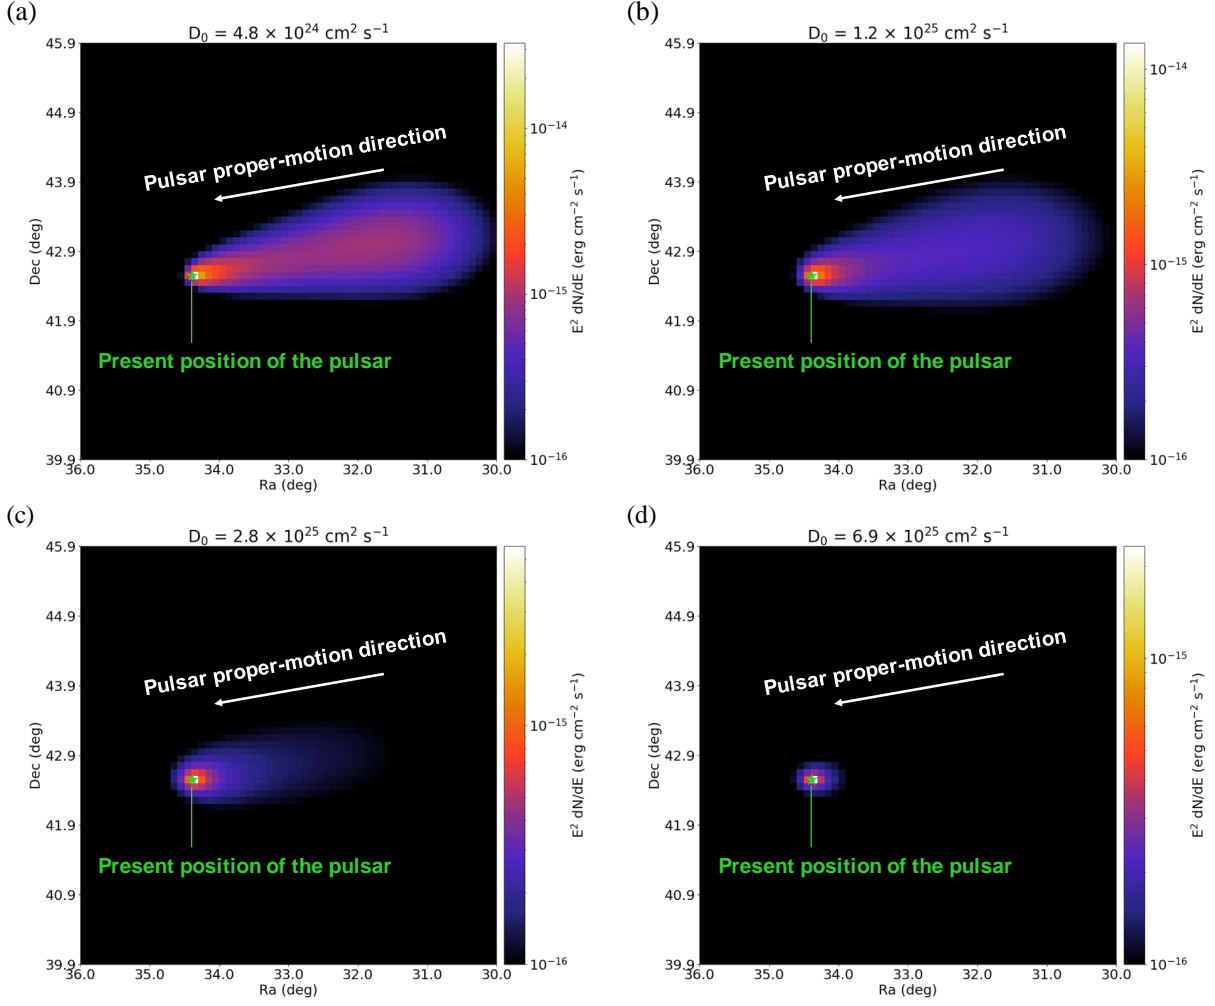 (a)
D₀ = 4.8 × 10²⁴ cm² s⁻¹
45.9
44.9
43.9
42.9
41.9
40.9
39.9
Dec (deg)
36.0 35.0 34.0 33.0 32.0 31.0 30.0
Ra (deg)
Pulsar proper-motion direction
Present position of the pulsar
10⁻¹⁴
10⁻¹⁵
10⁻¹⁶
E² dN/dE (erg cm⁻² s⁻¹)
(b)
D₀ = 1.2 × 10²⁵ cm² s⁻¹
45.9
44.9
43.9
42.9
41.9
40.9
39.9
Dec (deg)
36.0 35.0 34.0 33.0 32.0 31.0 30.0
Ra (deg)
Pulsar proper-motion direction
Present position of the pulsar
10⁻¹⁴
10⁻¹⁵
10⁻¹⁶
E² dN/dE (erg cm⁻² s⁻¹)
(c)
D₀ = 2.8 × 10²⁵ cm² s⁻¹
45.9
44.9
43.9
42.9
41.9
40.9
39.9
Dec (deg)
36.0 35.0 34.0 33.0 32.0 31.0 30.0
Ra (deg)
Pulsar proper-motion direction
Present position of the pulsar
10⁻¹⁵
10⁻¹⁶
E² dN/dE (erg cm⁻² s⁻¹)
(d)
D₀ = 6.9 × 10²⁵ cm² s⁻¹
45.9
44.9
43.9
42.9
41.9
40.9
39.9
Dec (deg)
36.0 35.0 34.0 33.0 32.0 31.0 30.0
Ra (deg)
Pulsar proper-motion direction
Present position of the pulsar
10⁻¹⁵
10⁻¹⁶
E² dN/dE (erg cm⁻² s⁻¹)